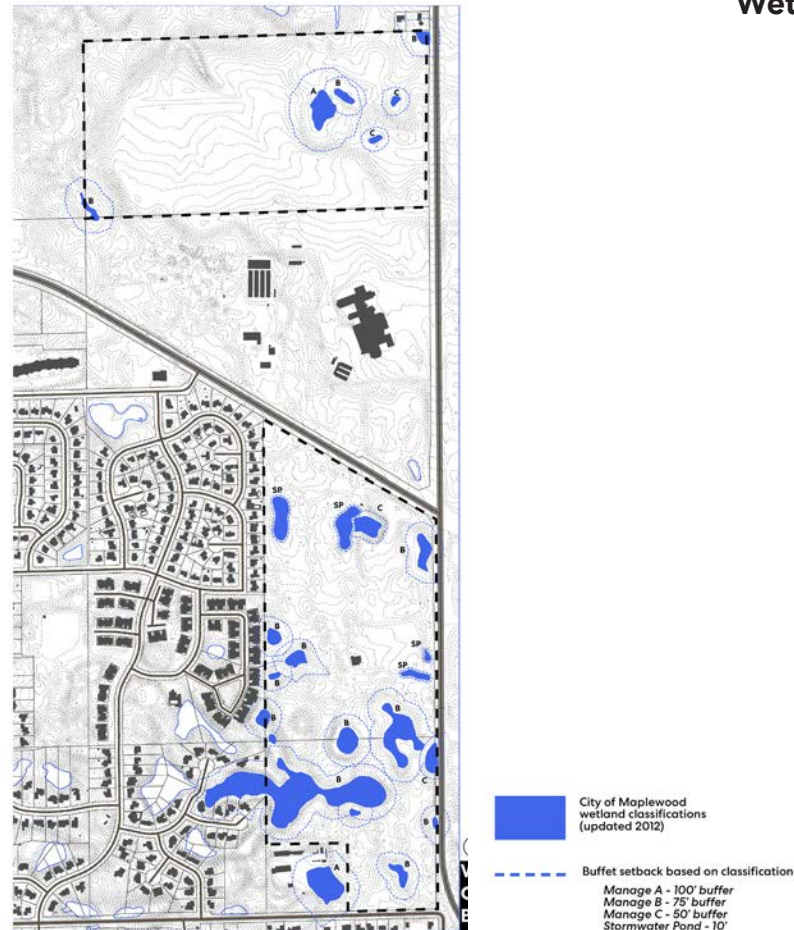 Wet
B
A
B
C
C
B
SP
SP
C
B
B
B
B
SP
SP
B
B
B
C
B
B
A
B
City of Maplewood
wetland classifications
(updated 2012)
Buffet setback based on classification
Manage A - 100' buffer
Manage B - 75' buffer
Manage C - 50' buffer
Stormwater Pond - 10'